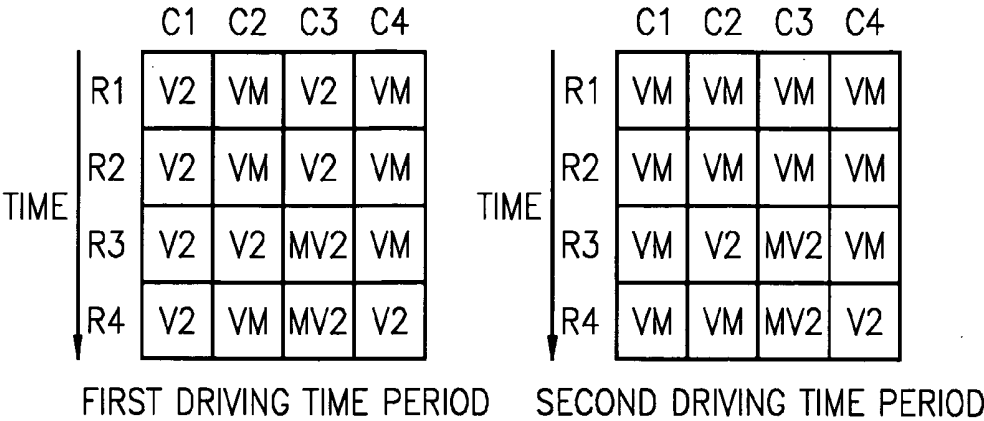 C1 C2 C3 C4
R1 V2 VM V2 VM
R2 V2 VM V2 VM
TIME
R3 V2 V2 MV2 VM
R4 V2 VM MV2 V2
FIRST DRIVING TIME PERIOD
C1 C2 C3 C4
R1 VM VM VM VM
R2 VM VM VM VM
TIME
R3 VM V2 MV2 VM
R4 VM VM MV2 V2
SECOND DRIVING TIME PERIOD